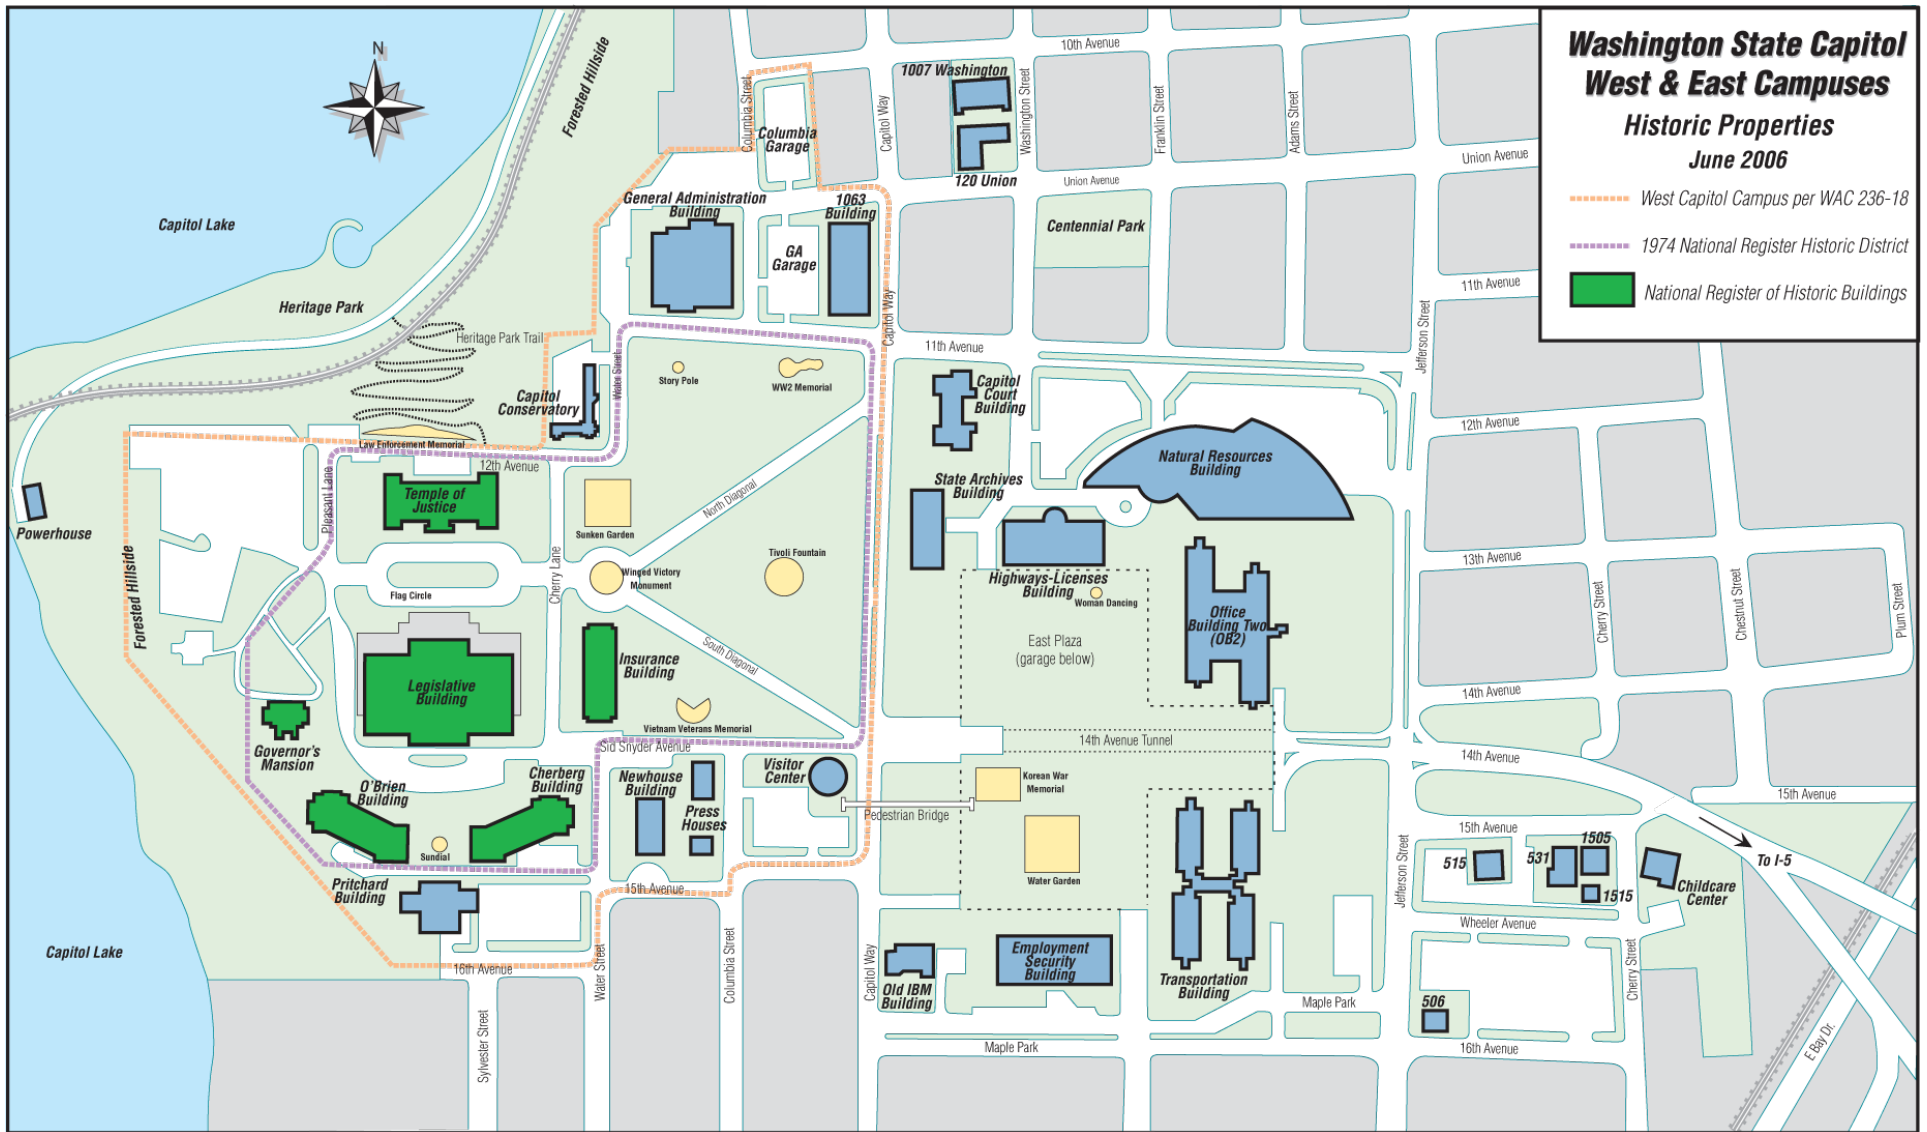 Washington State Capitol
West & East Campuses
Historic Properties
June 2006
West Capitol Campus per WAC 236-18
1974 National Register Historic District
National Register of Historic Buildings
N
Forested Hillside
Columbia Street
Columbia
Garage
Capitol Way
1007 Washington
Washington Street
10th Avenue
Franklin Street
Adams Street
Union Avenue
120 Union
Union Avenue
Capitol Lake
General Administration
Building
1063
Building
GA
Garage
Centennial Park
11th Avenue
Heritage Park
Heritage Park Trail
Capitol Way
Jefferson Street
11th Avenue
Water Street
Story Pole
WW2 Memorial
Capitol
Conservatory
Capitol
Court
Building
12th Avenue
Law Enforcement Memorial
12th Avenue
Natural Resources
Building
Pleasant Lane
Temple of
Justice
North Diagonal
State Archives
Building
Powerhouse
Sunken Garden
Tivoli Fountain
13th Avenue
Forested Hillside
Flag Circle
Cherry Lane
Winged Victory
Monument
Highways-Licenses
Building
Woman Dancing
Office
Building Two
(OB2)
Cherry Street
Chestnut Street
Plum Street
East Plaza
(garage below)
Insurance
Building
South Diagonal
Legislative
Building
14th Avenue
Vietnam Veterans Memorial
Sid Snyder Avenue
14th Avenue Tunnel
14th Avenue
Governor's
Mansion
O'Brien
Building
Cherberg
Building
Newhouse
Building
Visitor
Center
Press
Houses
Korean War
Memorial
Pedestrian Bridge
15th Avenue
15th Avenue
Sundial
Water Garden
Jefferson Street
515
531
1505
1515
To I-5
Pritchard
Building
15th Avenue
Childcare
Center
Wheeler Avenue
Capitol Lake
16th Avenue
Water Street
Columbia Street
Capitol Way
Old IBM
Building
Employment
Security
Building
Transportation
Building
Maple Park
506
Cherry Street
Sylvester Street
Maple Park
16th Avenue
E Bay Dr.